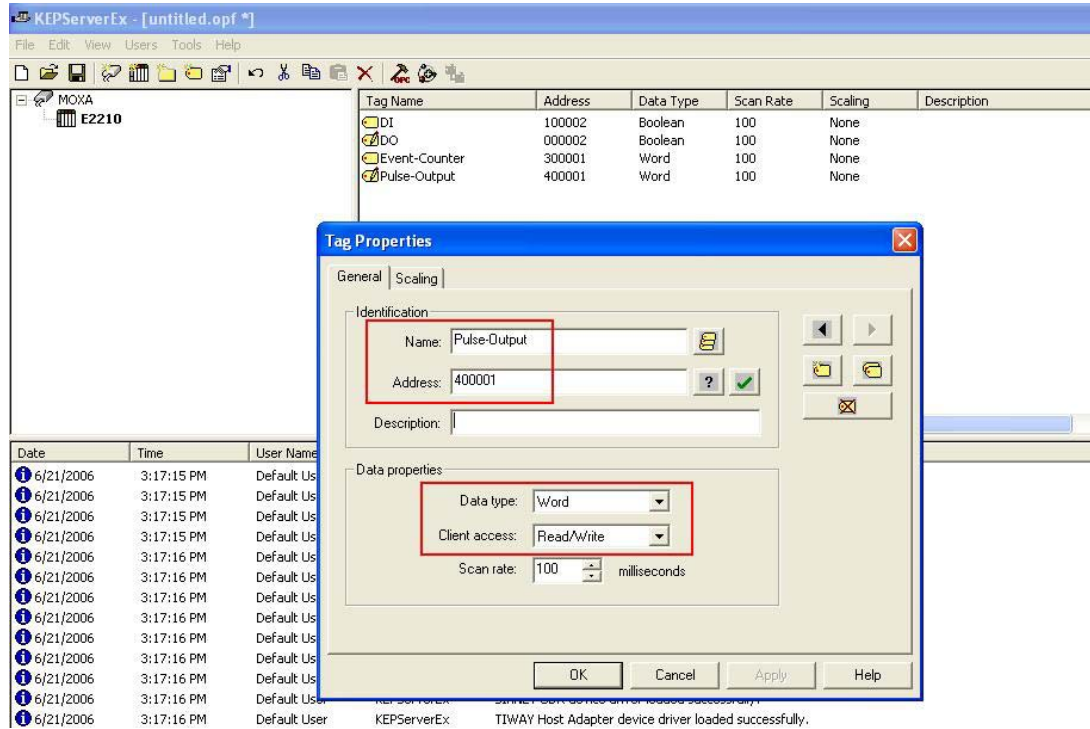 KEPServerEx - [untitled.opf *]
File Edit View Users Tools Help
MOXA
E2210
Tag Name Address Data Type Scan Rate Scaling Description
DI 100002 Boolean 100 None
DO 000002 Boolean 100 None
Event-Counter 300001 Word 100 None
Pulse-Output 400001 Word 100 None
Tag Properties
General Scaling
Identification
Name: Pulse-Output
Address: 400001
Description:
Data properties
Data type: Word
Client access: Read/Write
Scan rate: 100 milliseconds
OK Cancel Apply Help
Date Time User Name
6/21/2006 3:17:15 PM Default Us
6/21/2006 3:17:15 PM Default Us
6/21/2006 3:17:15 PM Default Us
6/21/2006 3:17:15 PM Default Us
6/21/2006 3:17:16 PM Default Us
6/21/2006 3:17:16 PM Default Us
6/21/2006 3:17:16 PM Default Us
6/21/2006 3:17:16 PM Default Us
6/21/2006 3:17:16 PM Default Us
6/21/2006 3:17:16 PM Default Us
6/21/2006 3:17:16 PM Default Us
6/21/2006 3:17:16 PM Default User KEPServerEx device driver loaded successfully.
6/21/2006 3:17:16 PM Default User KEPServerEx TIWAY Host Adapter device driver loaded successfully.